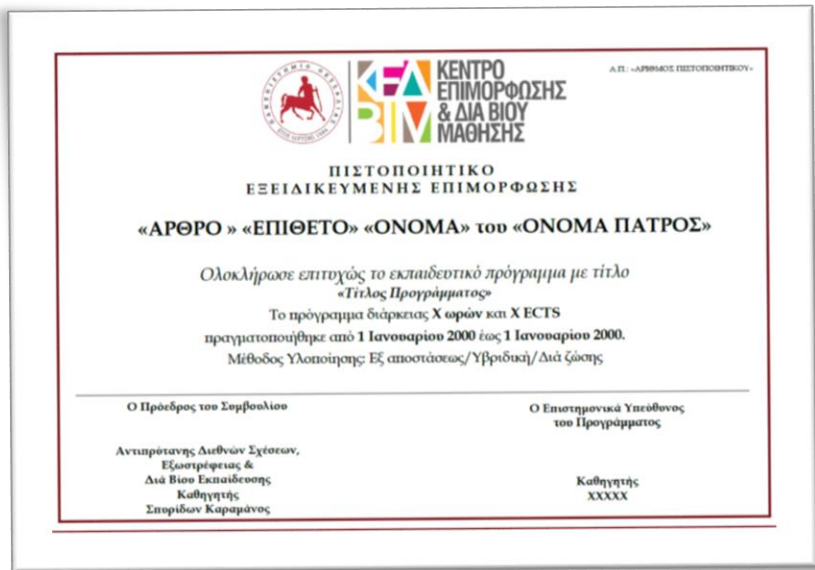 Α.Π.: «ΑΡΙΘΜΟΣ ΠΙΣΤΟΠΟΙΗΤΙΚΟΥ»
ΠΑΝΕΠΙΣΤΗΜΙΟ ΘΕΣΣΑΛΙΑΣ
ΚΕΔΙΒΙΜ
ΚΕΝΤΡΟ
ΕΠΙΜΟΡΦΩΣΗΣ
& ΔΙΑ ΒΙΟΥ
ΜΑΘΗΣΗΣ
ΠΙΣΤΟΠΟΙΗΤΙΚΟ
ΕΞΕΙΔΙΚΕΥΜΕΝΗΣ ΕΠΙΜΟΡΦΩΣΗΣ
«ΑΡΘΡΟ » «ΕΠΙΘΕΤΟ» «ΟΝΟΜΑ» του «ΟΝΟΜΑ ΠΑΤΡΟΣ»
Ολοκλήρωσε επιτυχώς το εκπαιδευτικό πρόγραμμα με τίτλο
«Τίτλος Προγράμματος»
Το πρόγραμμα διάρκειας Χ ωρών και Χ ECTS
πραγματοποιήθηκε από 1 Ιανουαρίου 2000 έως 1 Ιανουαρίου 2000.
Μέθοδος Υλοποίησης: Εξ αποστάσεως/Υβριδική/Διά ζώσης
Ο Πρόεδρος του Συμβουλίου
Αντιπρύτανης Διεθνών Σχέσεων,
Εξωστρέφειας &
Διά Βίου Εκπαίδευσης
Καθηγητής
Σπυρίδων Καραμάνος
Ο Επιστημονικά Υπεύθυνος
του Προγράμματος
Καθηγητής
ΧΧΧΧΧ